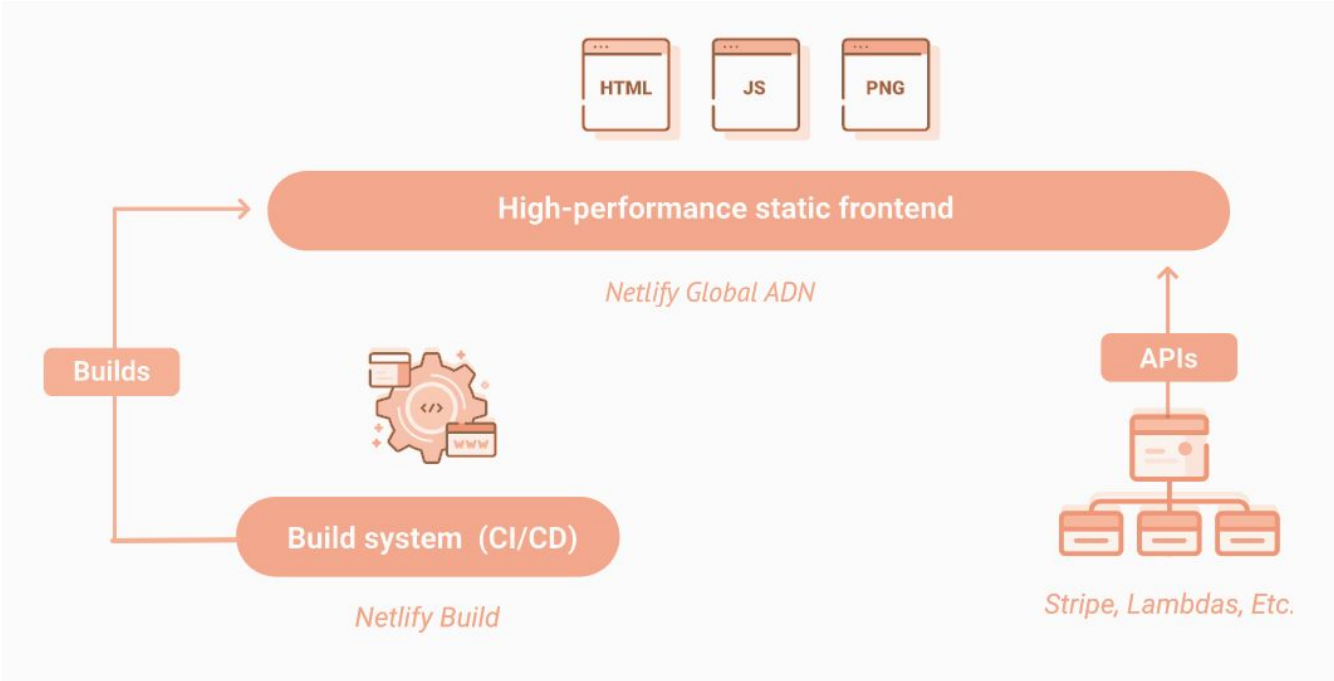 HTML
JS
PNG
High-performance static frontend
Netlify Global ADN
Builds
APIs
</>
www
Build system (CI/CD)
Netlify Build
Stripe, Lambdas, Etc.